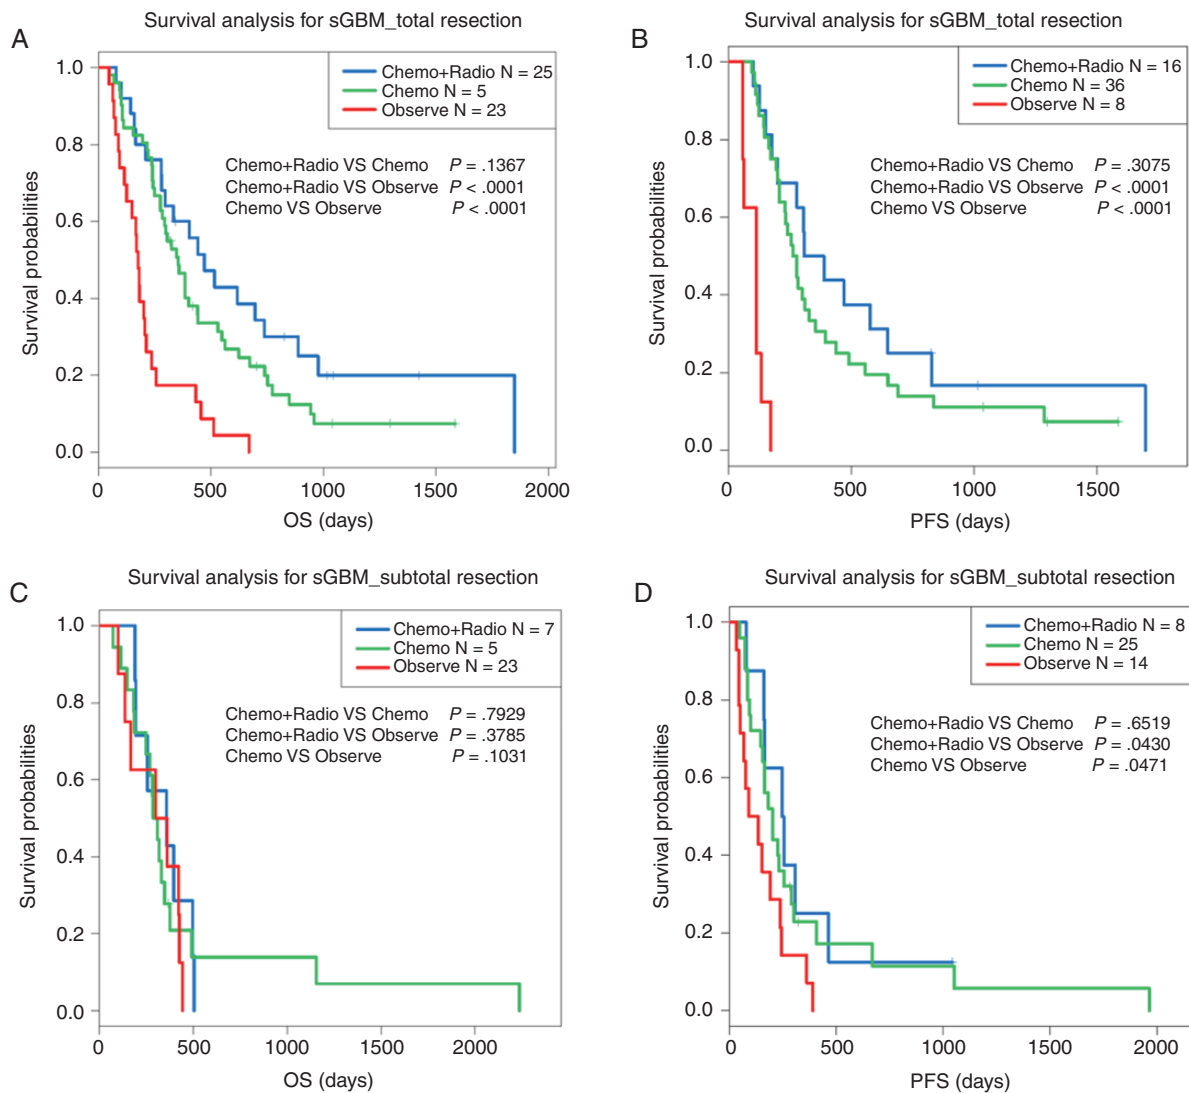 A
Survival analysis for sGBM_total resection
Chemo+Radio N = 25
Chemo N = 5
Observe N = 23
Chemo+Radio VS Chemo P = .1367
Chemo+Radio VS Observe P < .0001
Chemo VS Observe P < .0001
Survival probabilities
1.0
0.8
0.6
0.4
0.2
0.0
0 500 1000 1500 2000
OS (days)
B
Survival analysis for sGBM_total resection
Chemo+Radio N = 16
Chemo N = 36
Observe N = 8
Chemo+Radio VS Chemo P = .3075
Chemo+Radio VS Observe P < .0001
Chemo VS Observe P < .0001
Survival probabilities
1.0
0.8
0.6
0.4
0.2
0.0
0 500 1000 1500
PFS (days)
C
Survival analysis for sGBM_subtotal resection
Chemo+Radio N = 7
Chemo N = 5
Observe N = 23
Chemo+Radio VS Chemo P = .7929
Chemo+Radio VS Observe P = .3785
Chemo VS Observe P = .1031
Survival probabilities
1.0
0.8
0.6
0.4
0.2
0.0
0 500 1000 1500 2000
OS (days)
D
Survival analysis for sGBM_subtotal resection
Chemo+Radio N = 8
Chemo N = 25
Observe N = 14
Chemo+Radio VS Chemo P = .6519
Chemo+Radio VS Observe P = .0430
Chemo VS Observe P = .0471
Survival probabilities
1.0
0.8
0.6
0.4
0.2
0.0
0 500 1000 1500 2000
PFS (days)